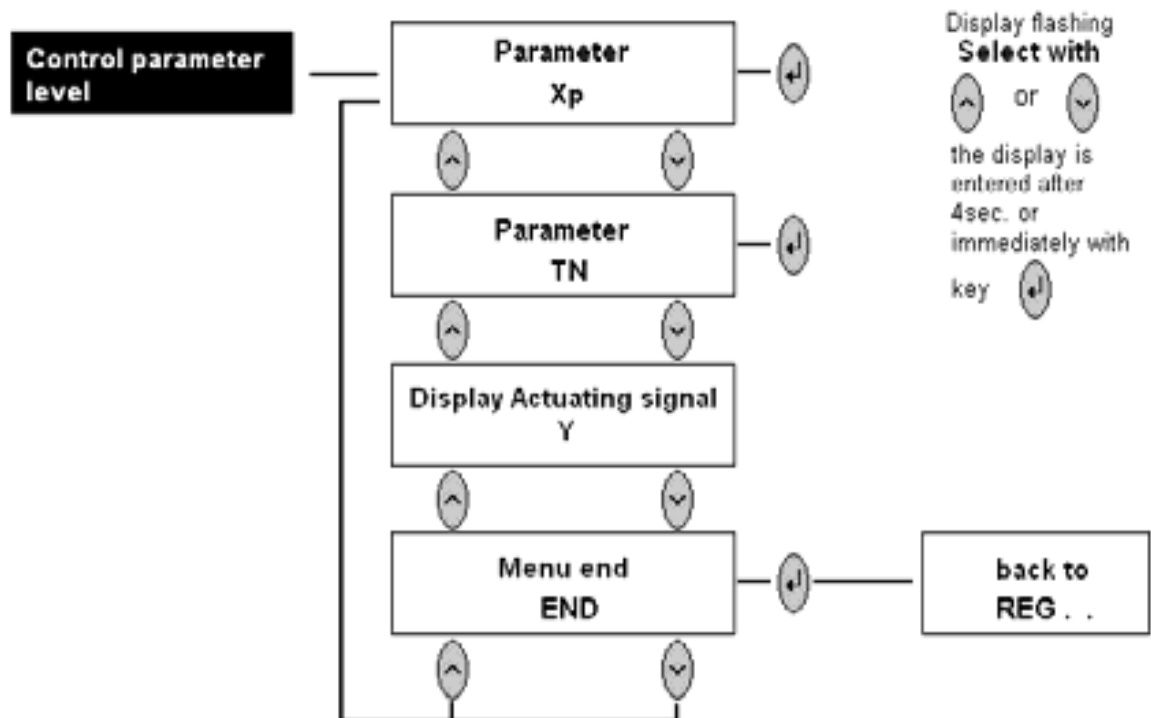 Control parameter
level
Parameter
Xp
Display flashing
Select with
or
the display is
entered after
4sec. or
immediately with
key
Parameter
TN
Display Actuating signal
Y
Menu end
END
back to
REG . .